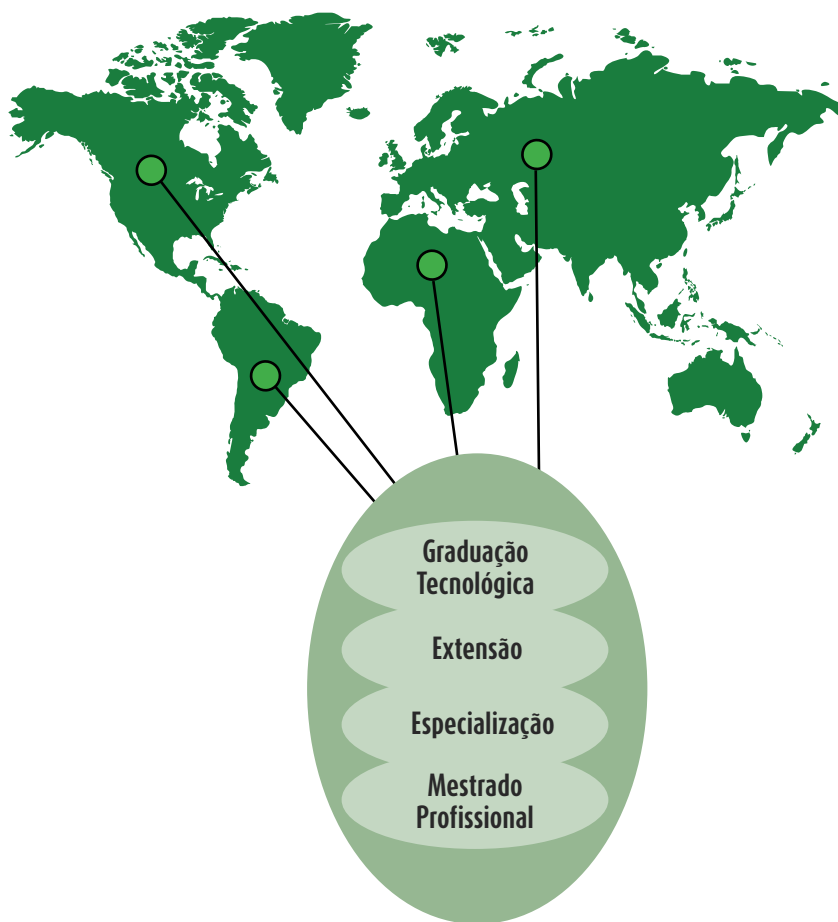 Graduação
Tecnológica
Extensão
Especialização
Mestrado
Profissional